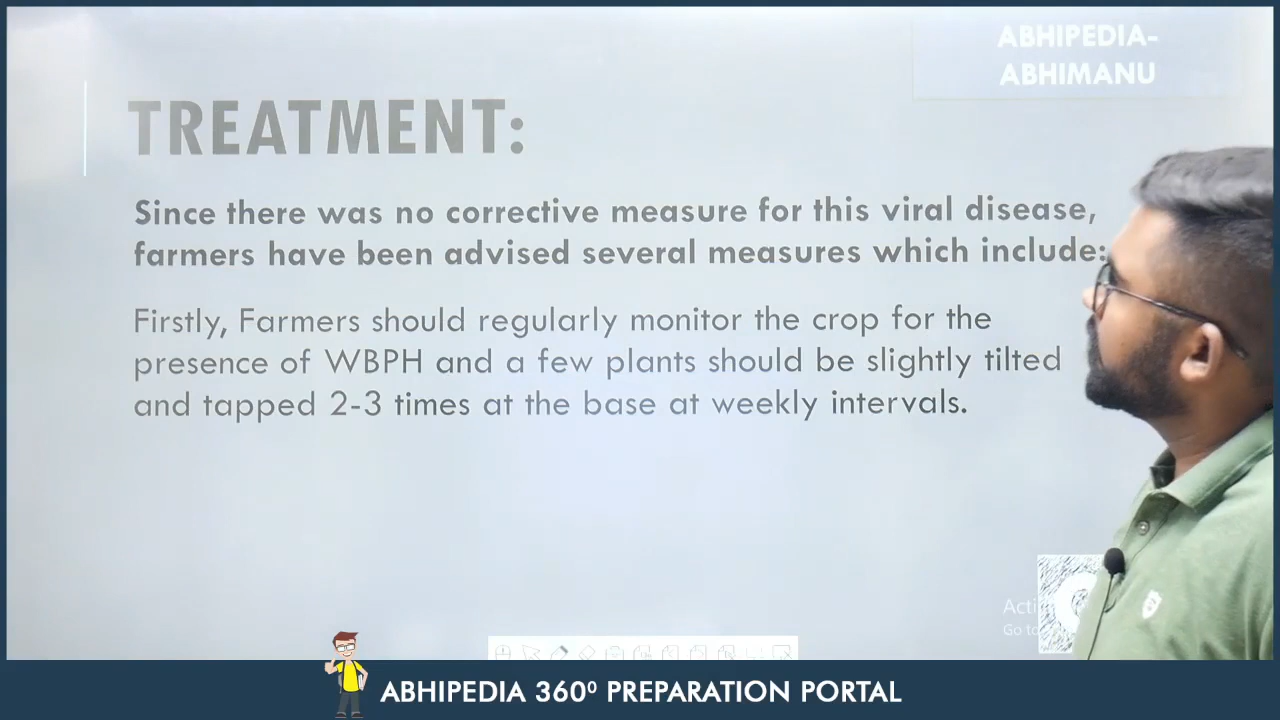 ABHIPEDIA-
ABHIMANU
TREATMENT:
Since there was no corrective measure for this viral disease,
farmers have been advised several measures which include:
Firstly, Farmers should regularly monitor the crop for the
presence of WBPH and a few plants should be slightly tilted
and tapped 2-3 times at the base at weekly intervals.
Go to
ABHIPEDIA 360⁰ PREPARATION PORTAL